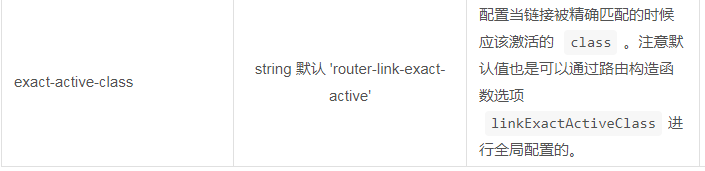 exact-active-class
string 默认 'router-link-exact-
active'
配置当链接被精确匹配的时候
应该激活的 class 。注意默
认值也是可以通过路由构造函
数选项
linkExactActiveClass 进
行全局配置的。